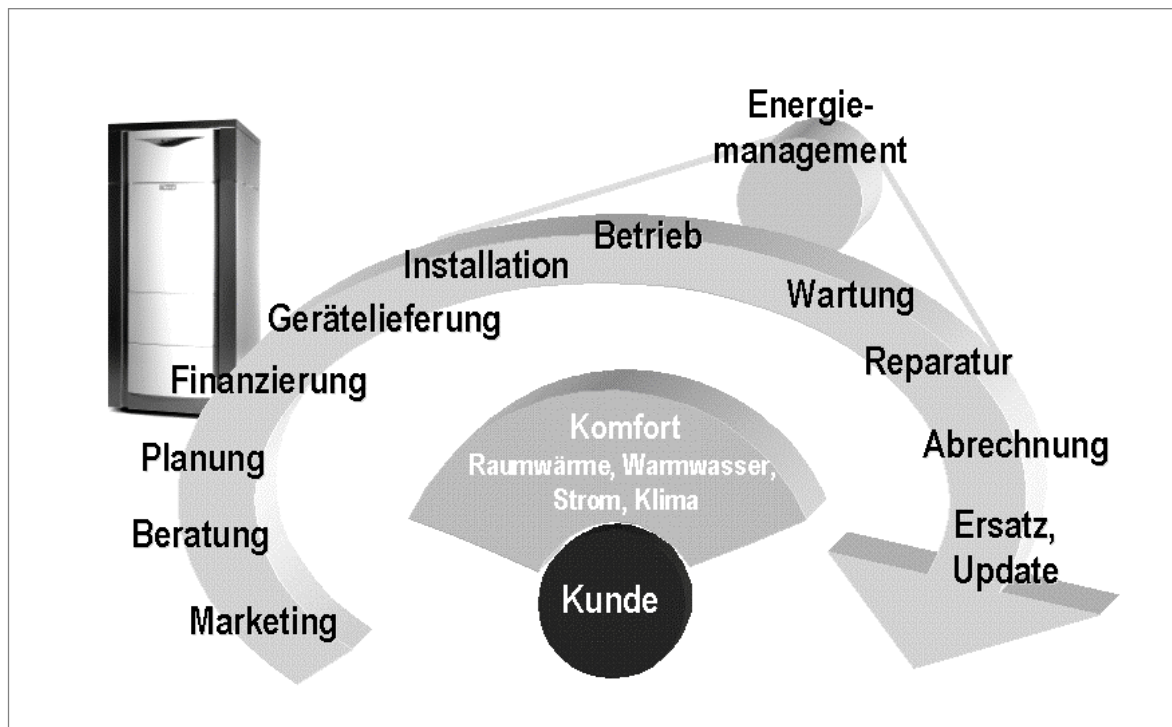 Energie-
management
Betrieb
Installation
Wartung
Gerätelieferung
Reparatur
Finanzierung
Abrechnung
Planung
Komfort
Raumwärme, Warmwasser,
Strom, Klima
Beratung
Ersatz,
Update
Kunde
Marketing